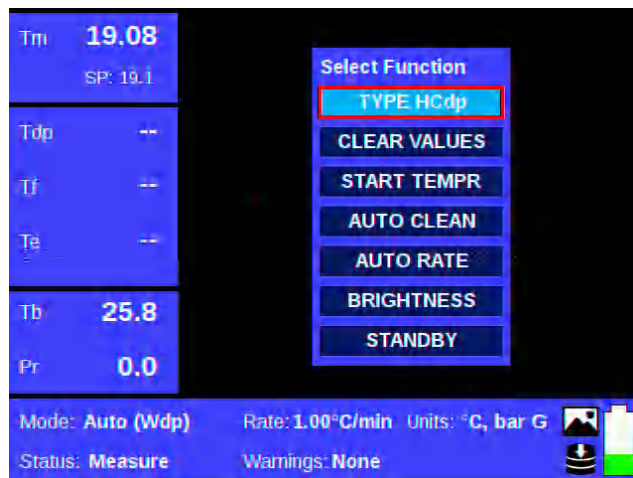 Tm 19.08
SP: 19.1
Tdp --
Tf --
Te --
Tb 25.8
Pr 0.0
Select Function
TYPE HCdp
CLEAR VALUES
START TEMPR
AUTO CLEAN
AUTO RATE
BRIGHTNESS
STANDBY
Mode: Auto (Wdp) Rate: 1.00°C/min Units: °C, bar G
Status: Measure Warnings: None